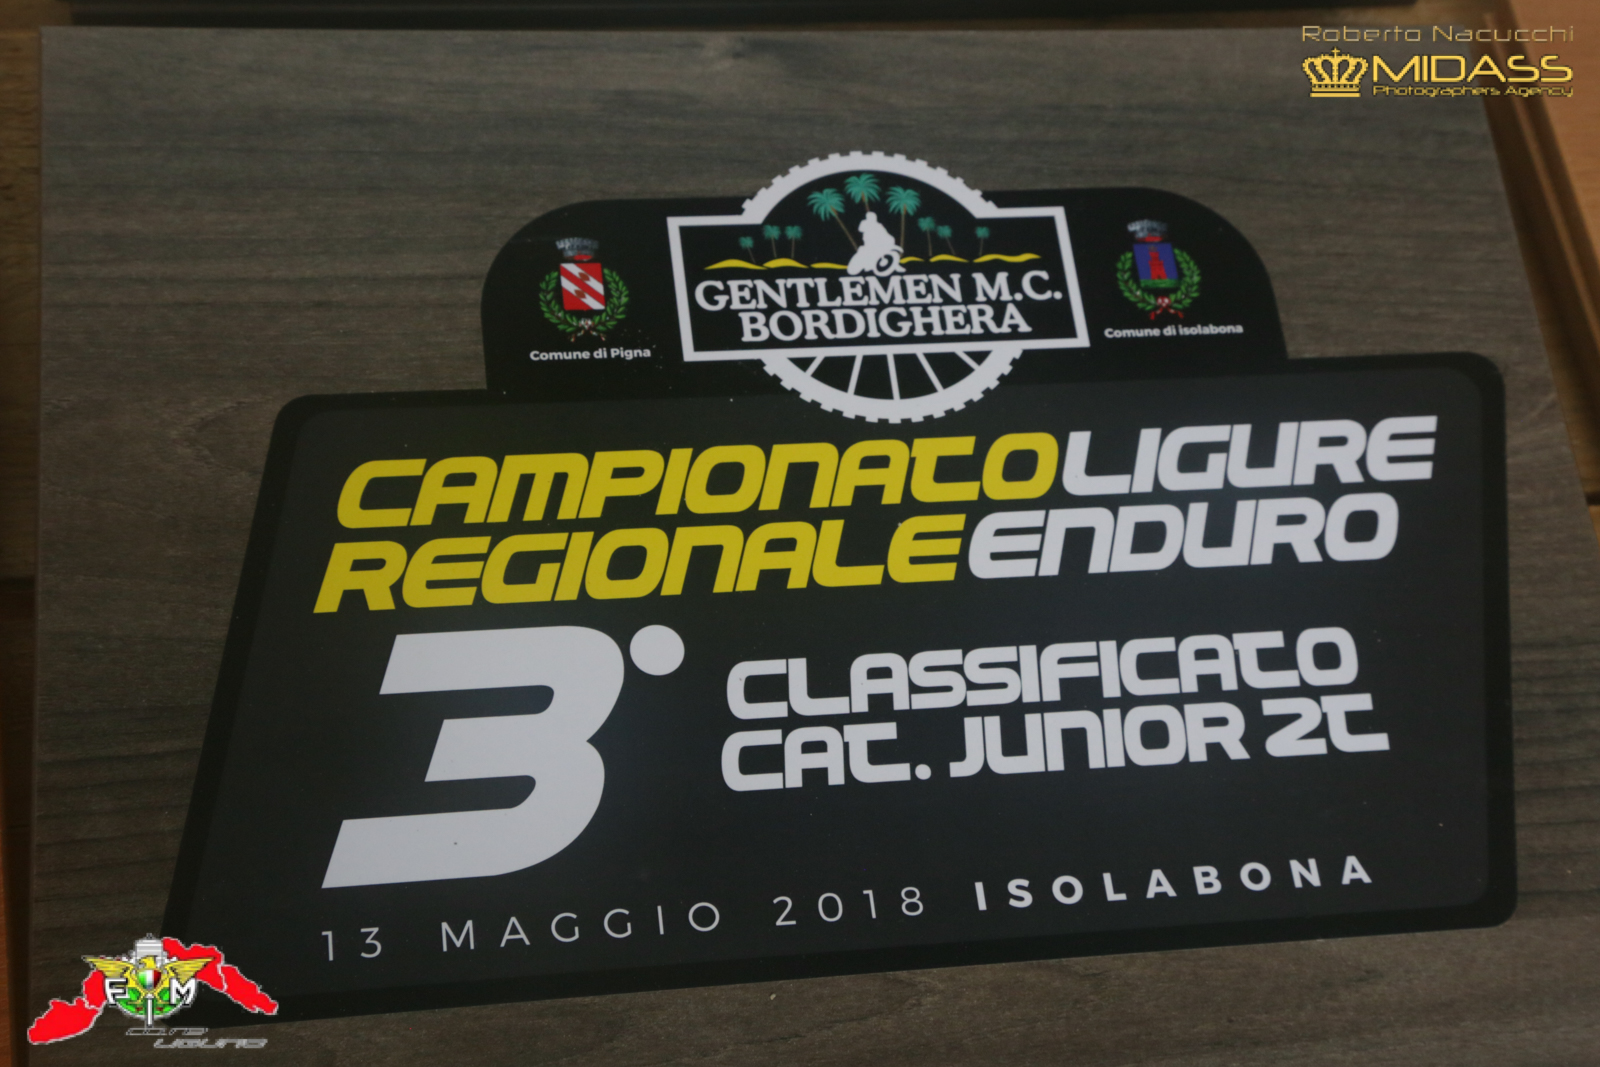 Roberto Nacucchi
MIDASS
Photographers Agency
GENTLEMEN M.C.
BORDIGHERA
Comune di Pigna
Comune di isolabona
CAMPIONATO LIGURE
REGIONALE ENDURO
3° CLASSIFICATO
CAT. JUNIOR 2T
13 MAGGIO 2018 ISOLABONA
F M